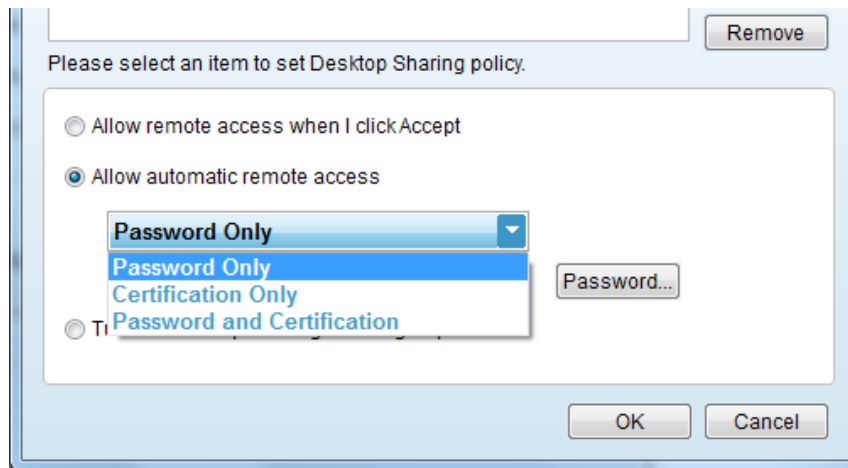 Remove
Please select an item to set Desktop Sharing policy.
Allow remote access when I click Accept
Allow automatic remote access
Password Only
Password Only
Certification Only
Password...
Password and Certification
OK Cancel